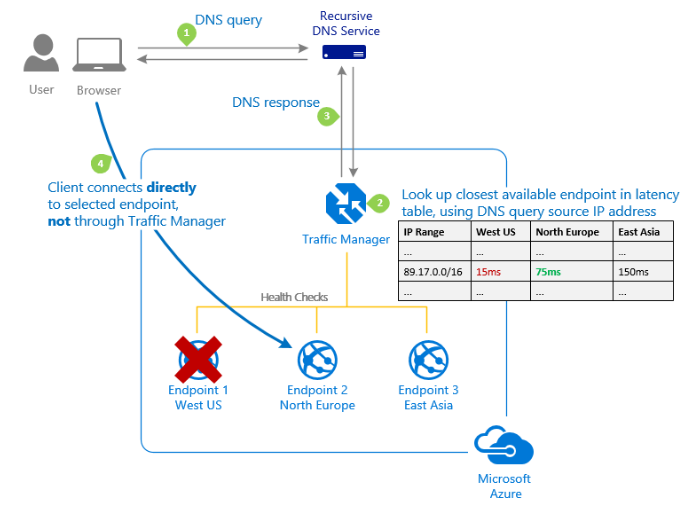 DNS query
1
Recursive
DNS Service
User
Browser
DNS response
3
4
Client connects directly
to selected endpoint,
not through Traffic Manager
2
Look up closest available endpoint in latency
table, using DNS query source IP address
Traffic Manager
IP Range West US North Europe East Asia
... ... ... ...
89.17.0.0/16 15ms 75ms 150ms
... ... ... ...
Health Checks
Endpoint 1
West US
Endpoint 2
North Europe
Endpoint 3
East Asia
Microsoft
Azure